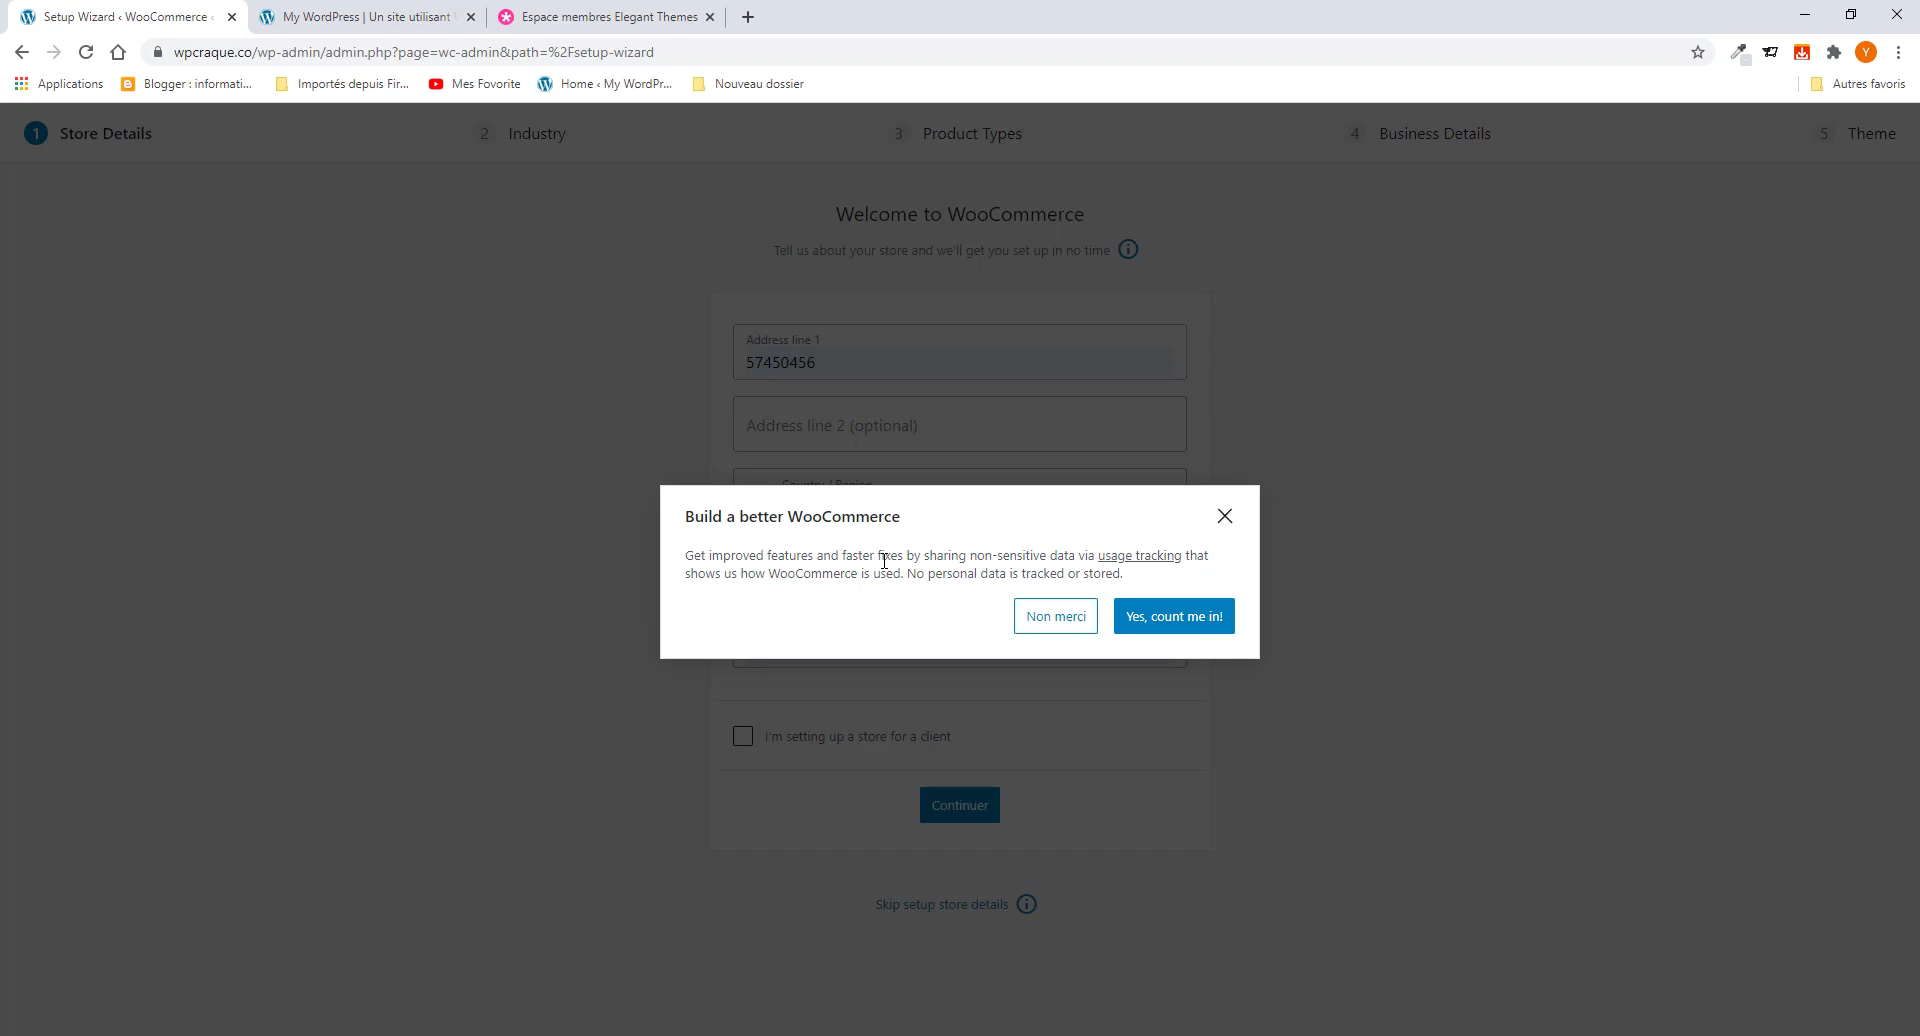 Setup Wizard ‹ WooCommerce ‹
My WordPress | Un site utilisant
Espace membres Elegant Themes
wpcraque.co/wp-admin/admin.php?page=wc-admin&path=%2Fsetup-wizard
Y
Applications
Blogger : informati...
Importés depuis Fir...
Mes Fovorite
Home ‹ My WordPr...
Nouveau dossier
Autres favoris
1 Store Details
2 Industry
3 Product Types
4 Business Details
5 Theme
Welcome to WooCommerce
Tell us about your store and we'll get you set up in no time
Address line 1
57450456
Address line 2 (optional)
Country / Region
Build a better WooCommerce
Get improved features and faster fixes by sharing non-sensitive data via usage tracking that
shows us how WooCommerce is used. No personal data is tracked or stored.
Non merci
Yes, count me in!
I'm setting up a store for a client
Continuer
Skip setup store details